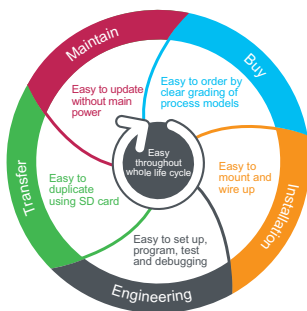 Maintain
Buy
Easy to update
without main
power
Easy to order by
clear grading of
process models
Easy
throughout
whole life cycle
Easy to
duplicate
using SD card
Easy to
mount and
wire up
Easy to set up,
program, test
and debugging
Transfer
Installation
Engineering